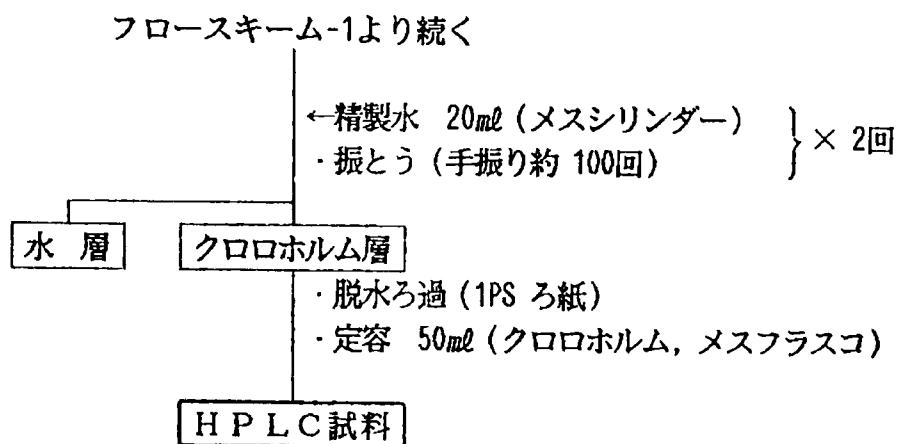 フロースキーム-1より続く
←精製水 20mℓ (メスシリンダー)
・振とう (手振り約 100回)
} × 2回
水 層
クロロホルム層
・脱水ろ過 (1PS ろ紙)
・定容 50mℓ (クロロホルム, メスフラスコ)
HPLC試料